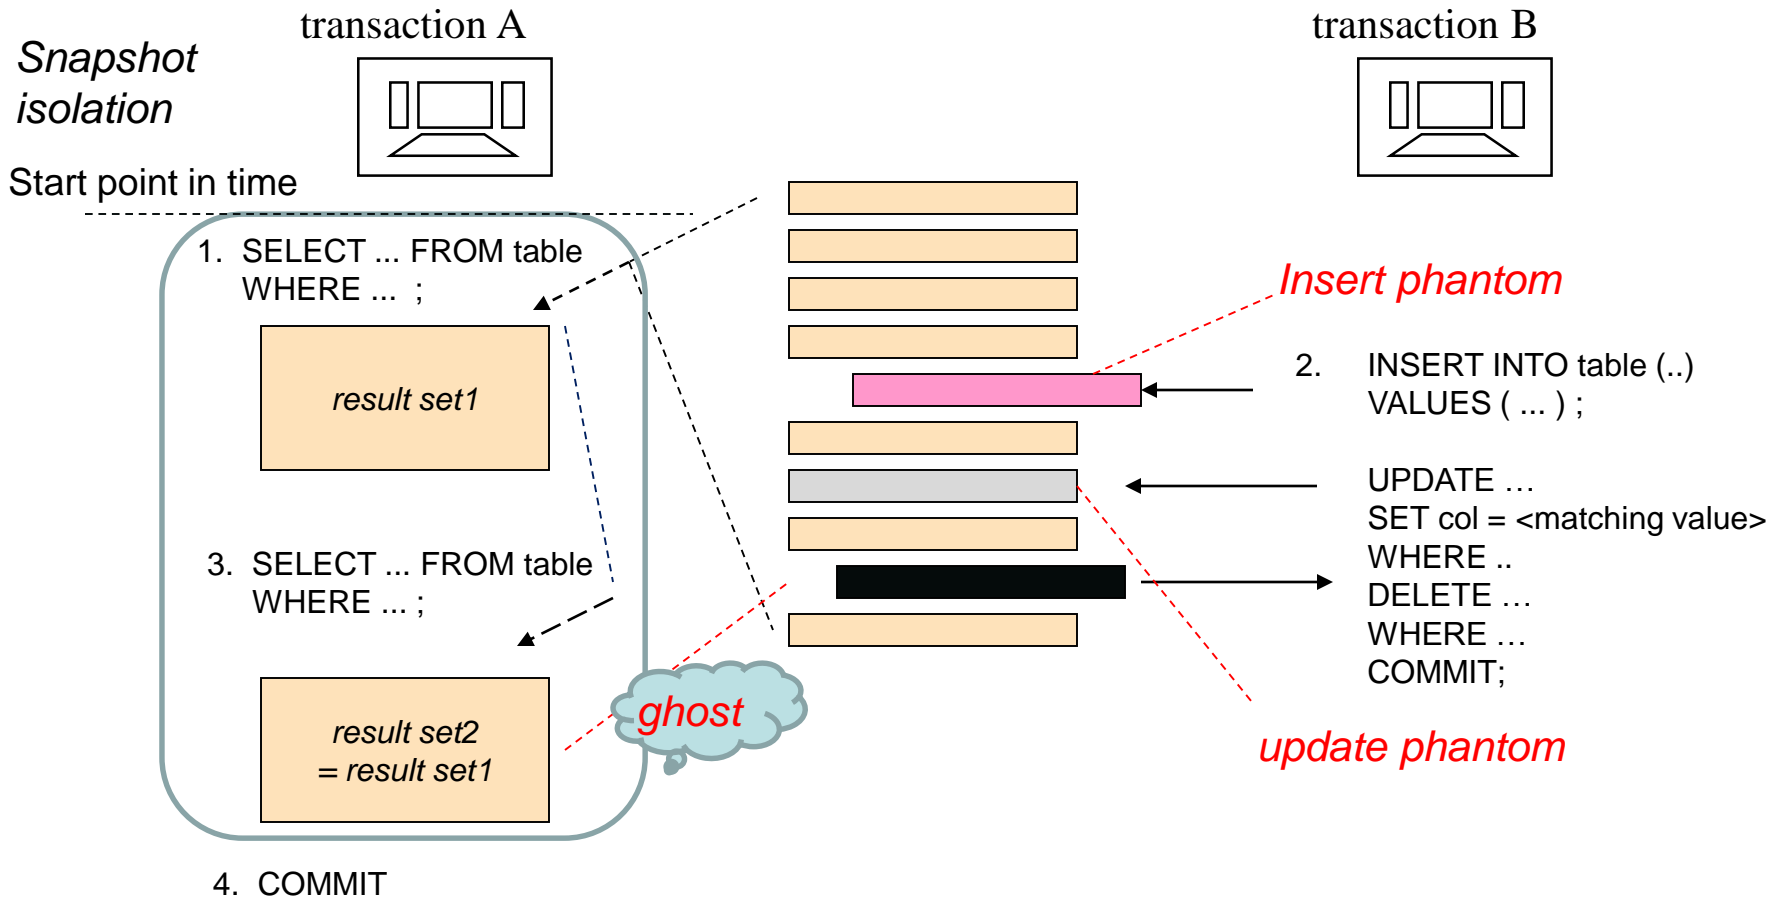 transaction A
transaction B
Snapshot
isolation
Start point in time
1. SELECT ... FROM table
WHERE ... ;
result set1
3. SELECT ... FROM table
WHERE ... ;
result set2
= result set1
4. COMMIT
ghost
Insert phantom
2. INSERT INTO table (..)
VALUES ( ... ) ;
UPDATE …
SET col = <matching value>
WHERE ..
DELETE …
WHERE …
COMMIT;
update phantom